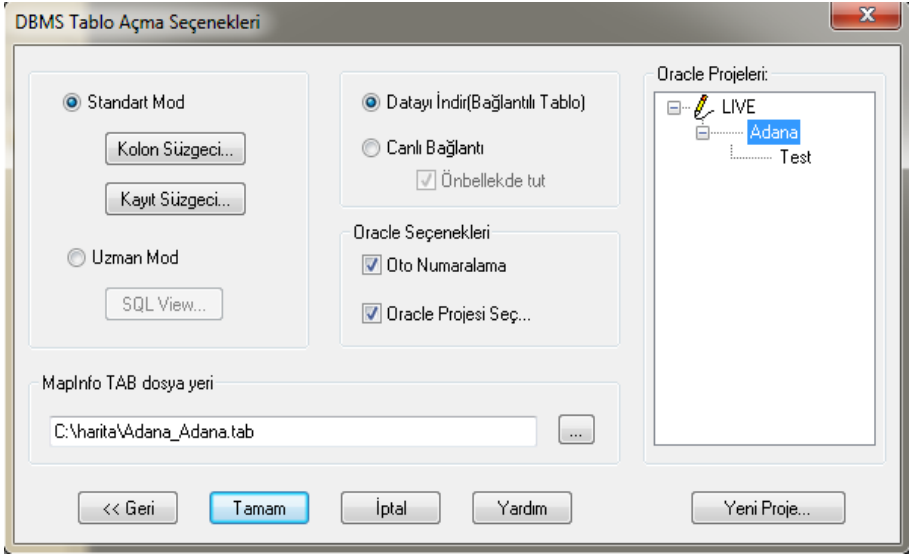 DBMS Tablo Açma Seçenekleri
Standart Mod
Kolon Süzgeci...
Kayıt Süzgeci...
Uzman Mod
SQL View...
Datayı İndir(Bağlantılı Tablo)
Canlı Bağlantı
Önbellekde tut
Oracle Seçenekleri
Oto Numaralama
Oracle Projesi Seç...
Oracle Projeleri:
LIVE
Adana
Test
MapInfo TAB dosya yeri
C:\harita\Adana_Adana.tab
...
<< Geri
Tamam
İptal
Yardım
Yeni Proje...